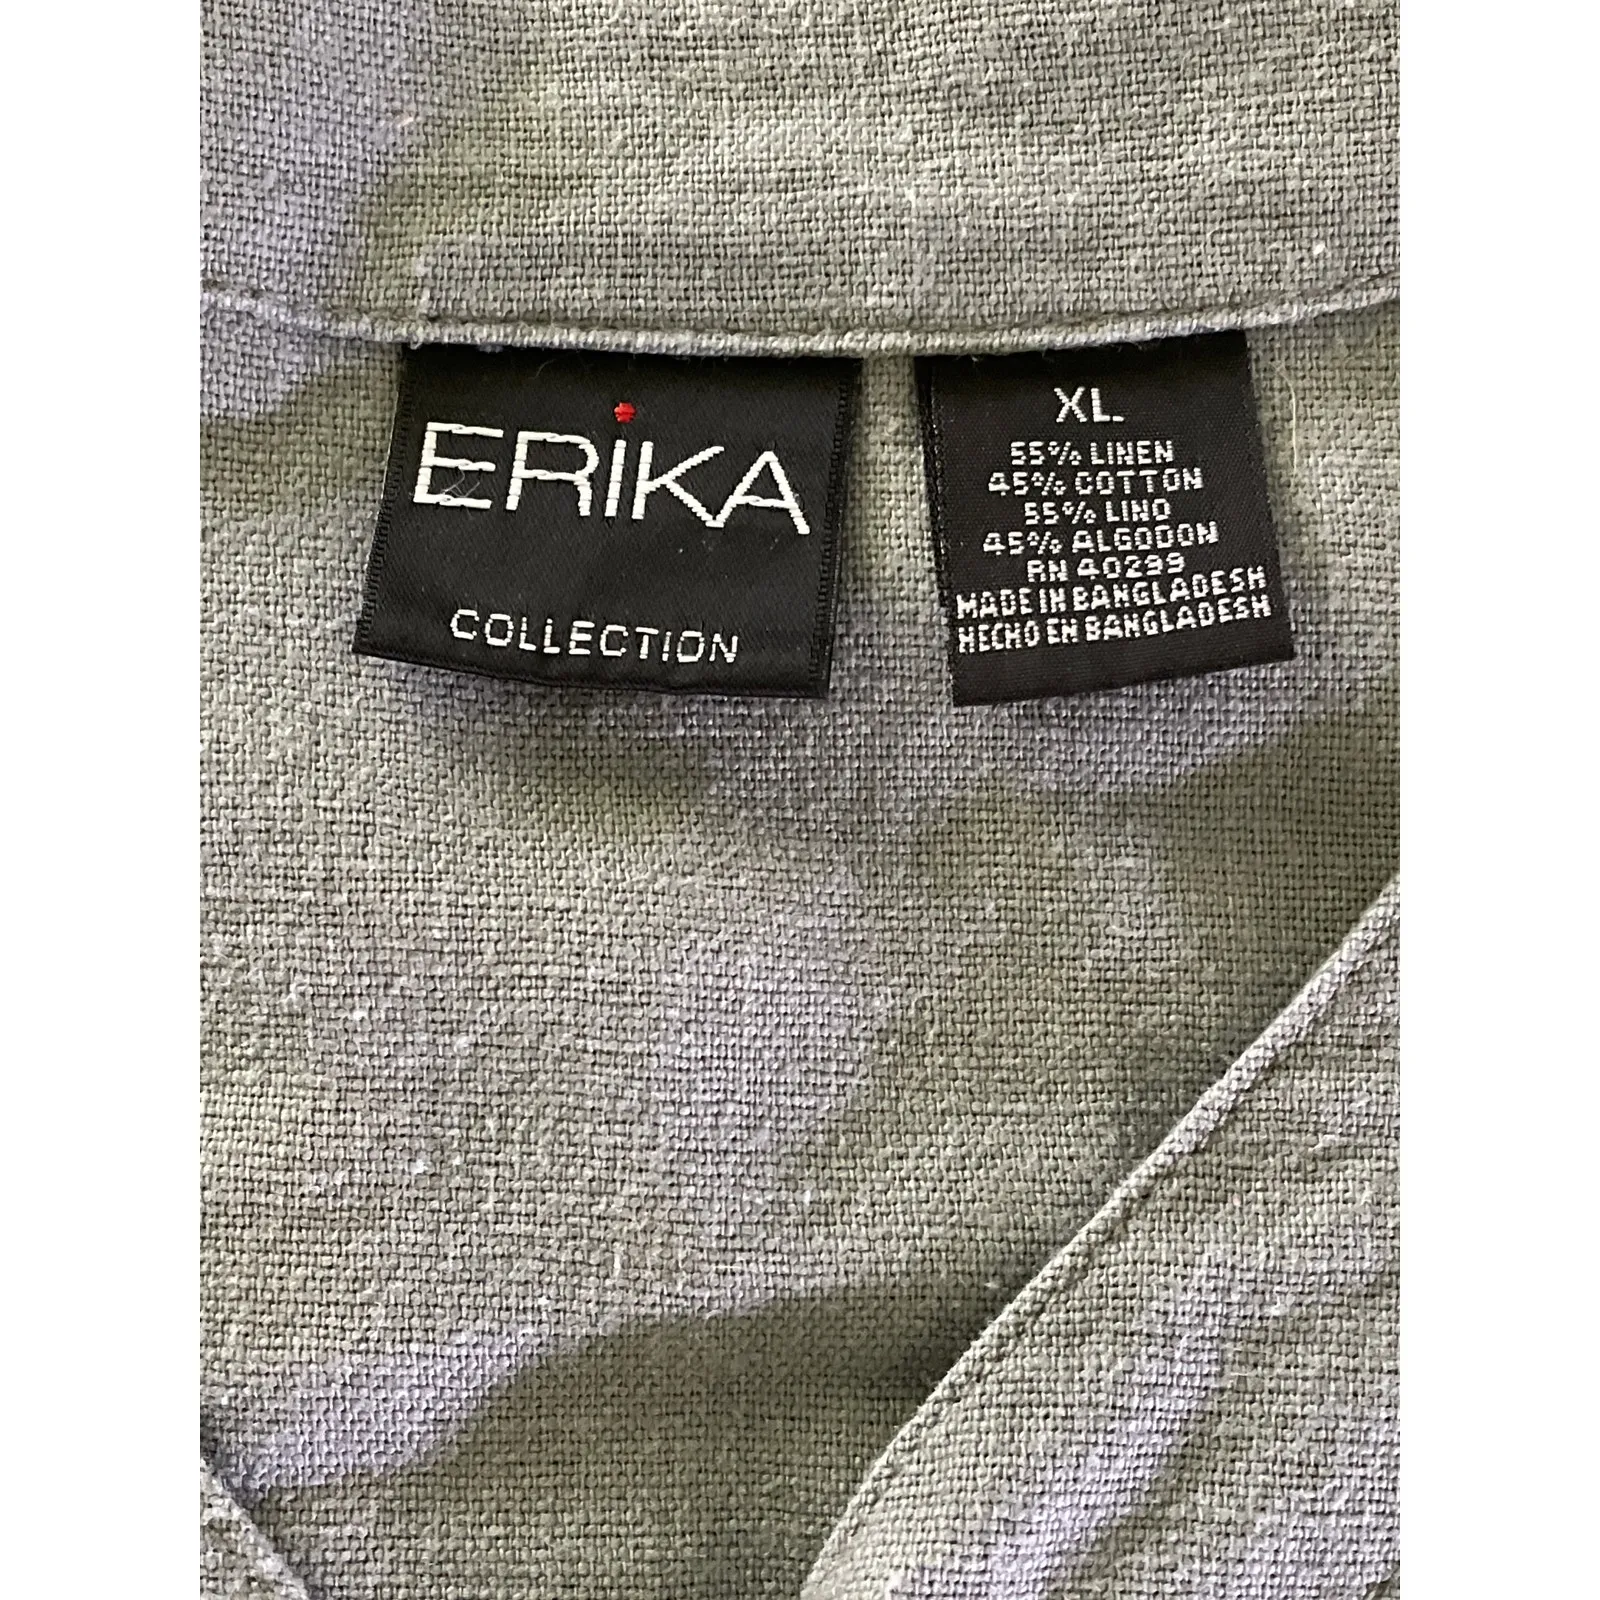 ERiKA
COLLECTION
XL
55% LINEN
45% COTTON
55% LINO
45% ALGODON
RN 40299
MADE IN BANGLADESH
HECHO EN BANGLADESH